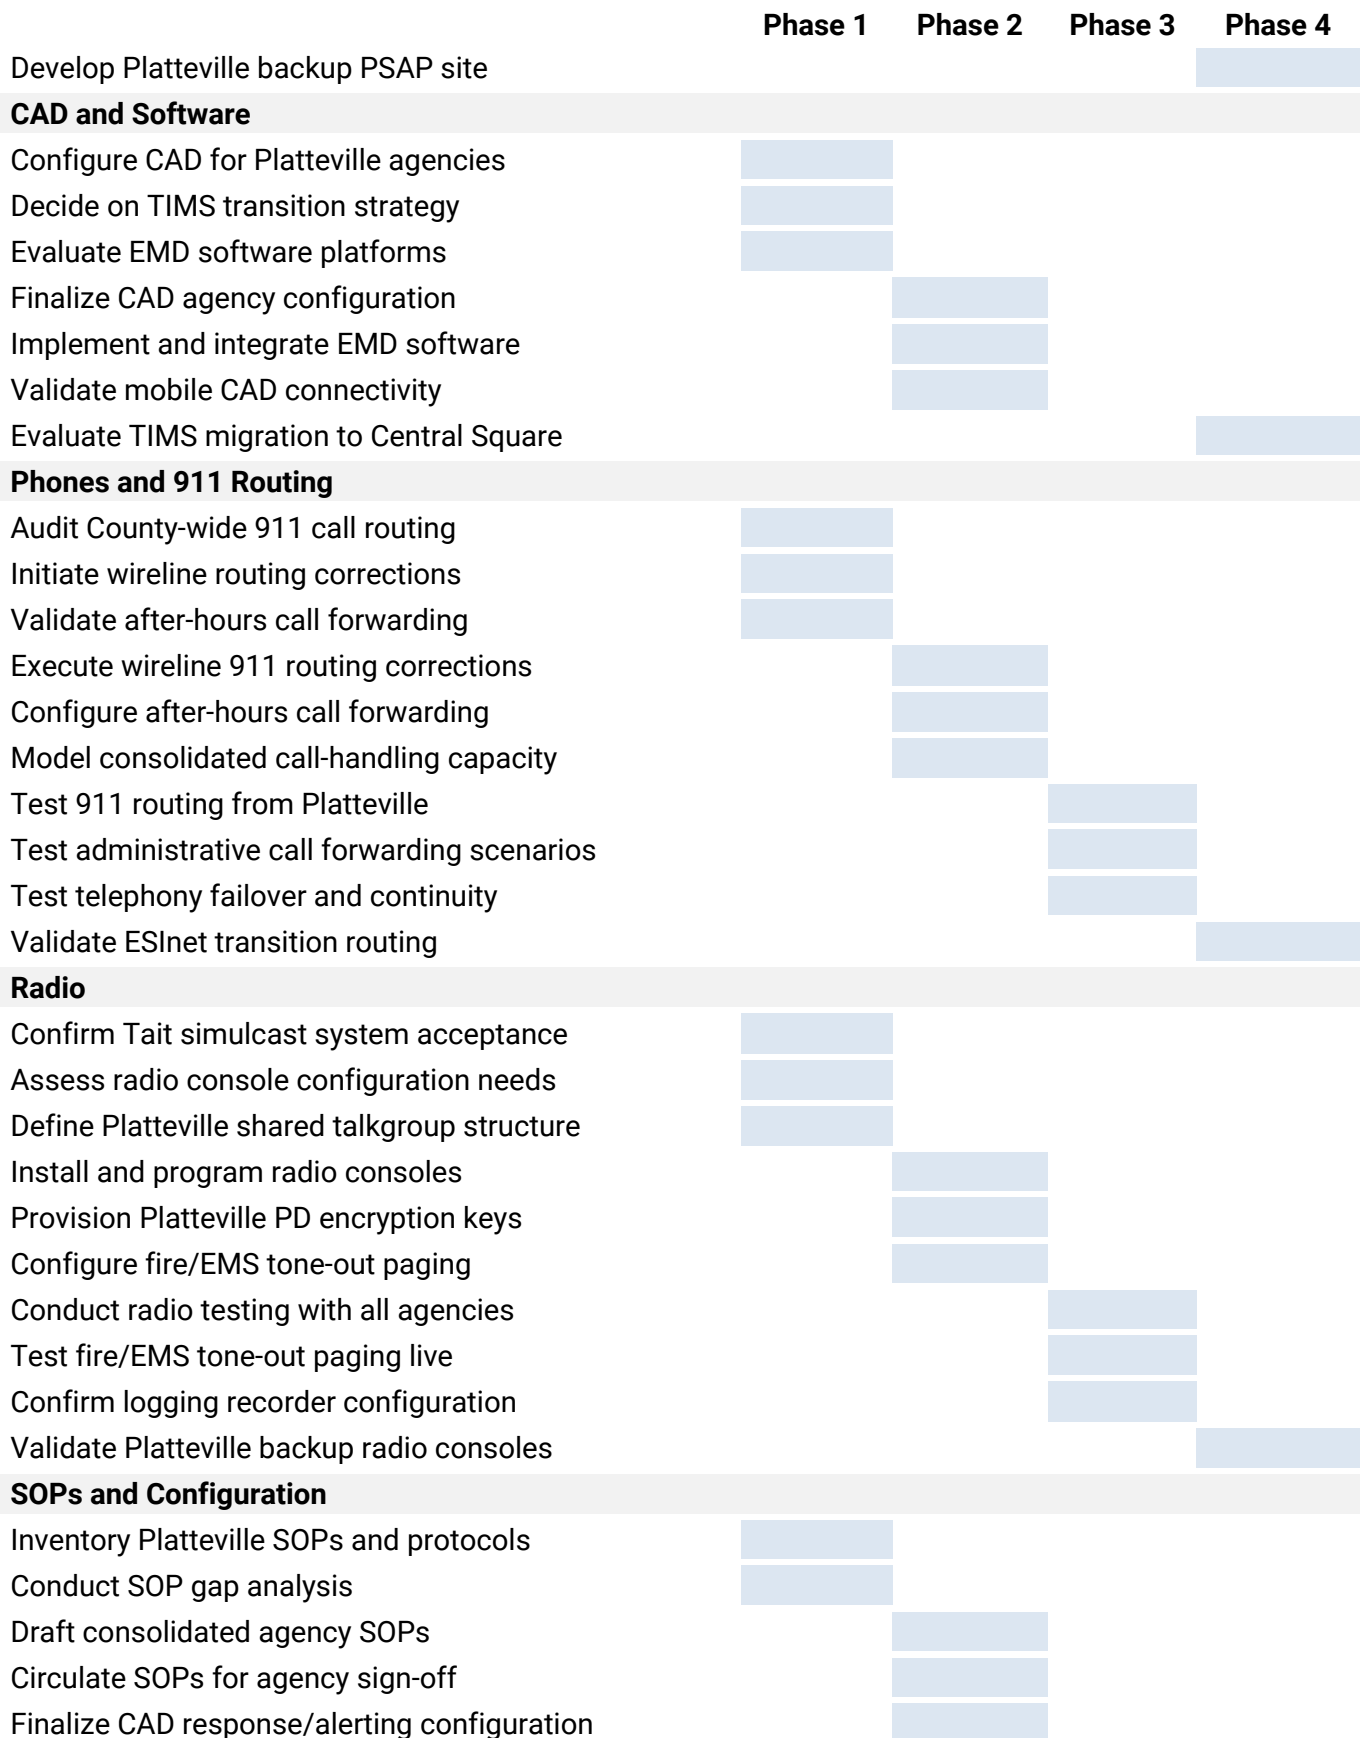 Phase 1 Phase 2 Phase 3 Phase 4
Develop Platteville backup PSAP site
CAD and Software
Configure CAD for Platteville agencies
Decide on TIMS transition strategy
Evaluate EMD software platforms
Finalize CAD agency configuration
Implement and integrate EMD software
Validate mobile CAD connectivity
Evaluate TIMS migration to Central Square
Phones and 911 Routing
Audit County-wide 911 call routing
Initiate wireline routing corrections
Validate after-hours call forwarding
Execute wireline 911 routing corrections
Configure after-hours call forwarding
Model consolidated call-handling capacity
Test 911 routing from Platteville
Test administrative call forwarding scenarios
Test telephony failover and continuity
Validate ESInet transition routing
Radio
Confirm Tait simulcast system acceptance
Assess radio console configuration needs
Define Platteville shared talkgroup structure
Install and program radio consoles
Provision Platteville PD encryption keys
Configure fire/EMS tone-out paging
Conduct radio testing with all agencies
Test fire/EMS tone-out paging live
Confirm logging recorder configuration
Validate Platteville backup radio consoles
SOPs and Configuration
Inventory Platteville SOPs and protocols
Conduct SOP gap analysis
Draft consolidated agency SOPs
Circulate SOPs for agency sign-off
Finalize CAD response/alerting configuration